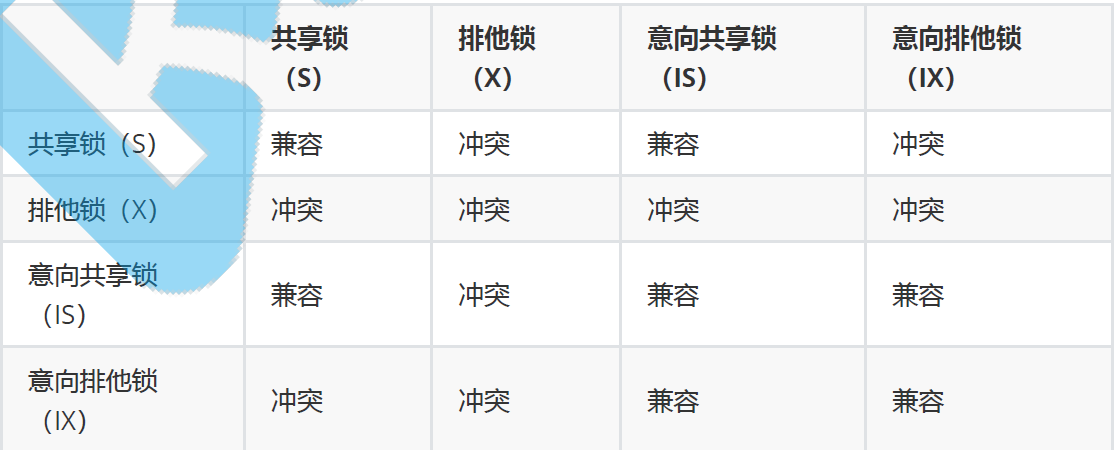 共享锁 排他锁 意向共享锁 意向排他锁
（S） （X） （IS） （IX）
共享锁（S） 兼容 冲突 兼容 冲突
排他锁（X） 冲突 冲突 冲突 冲突
意向共享锁
（IS） 兼容 冲突 兼容 兼容
意向排他锁
（IX） 冲突 冲突 兼容 兼容